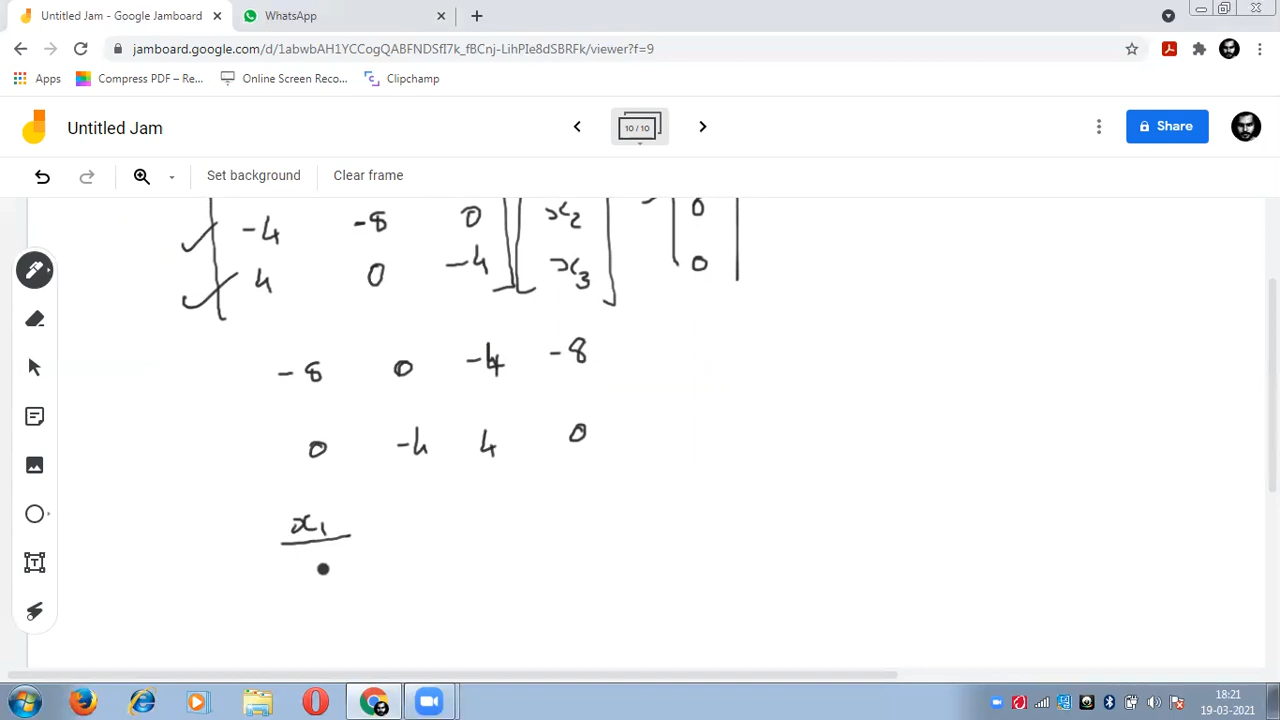 Untitled Jam - Google Jamboard
WhatsApp
jamboard.google.com/d/1abwbAH1YCCogQABFNDSfI7k_fBCnj-LihPIe8dSBRFk/viewer?f=9
Apps
Compress PDF – Re...
Online Screen Reco...
Clipchamp
Untitled Jam
10 / 10
Share
Set background
Clear frame
-4 -8 0 x2 0
4 0 -4 x3 0
-8 0 -4 -8
0 -4 4 0
x1
18:21
19-03-2021